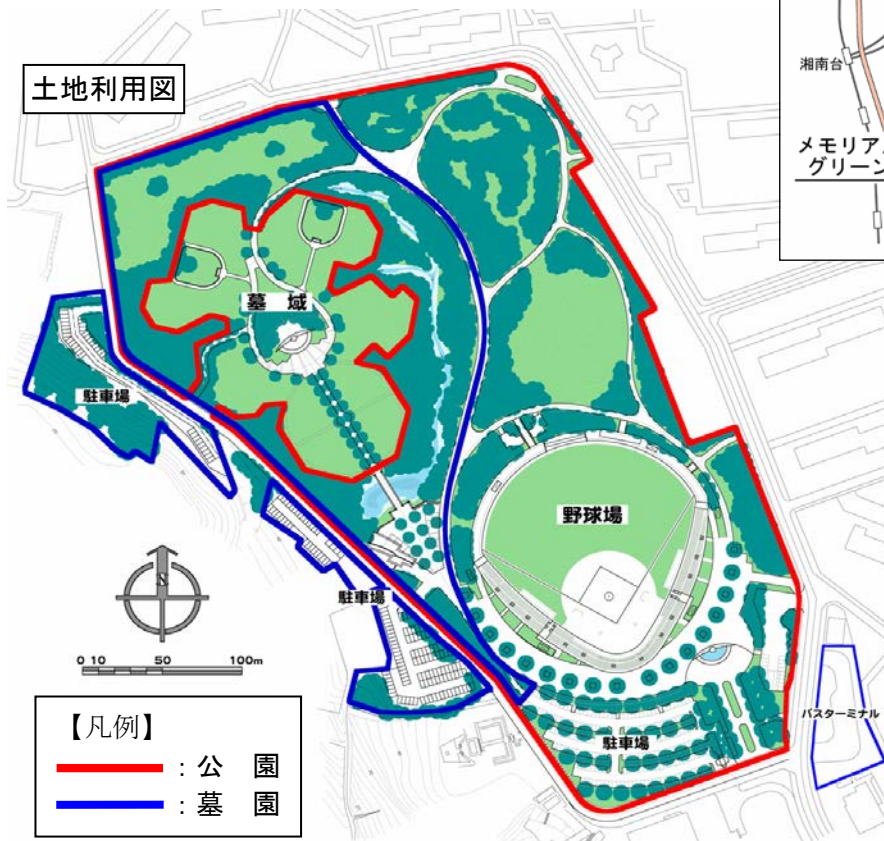 土地利用図
湘南台
メモリア
グリーン
墓 域
駐車場
野球場
駐車場
駐車場
バスターミナル
0 10 50 100m
【凡例】
：公 園
：墓 園